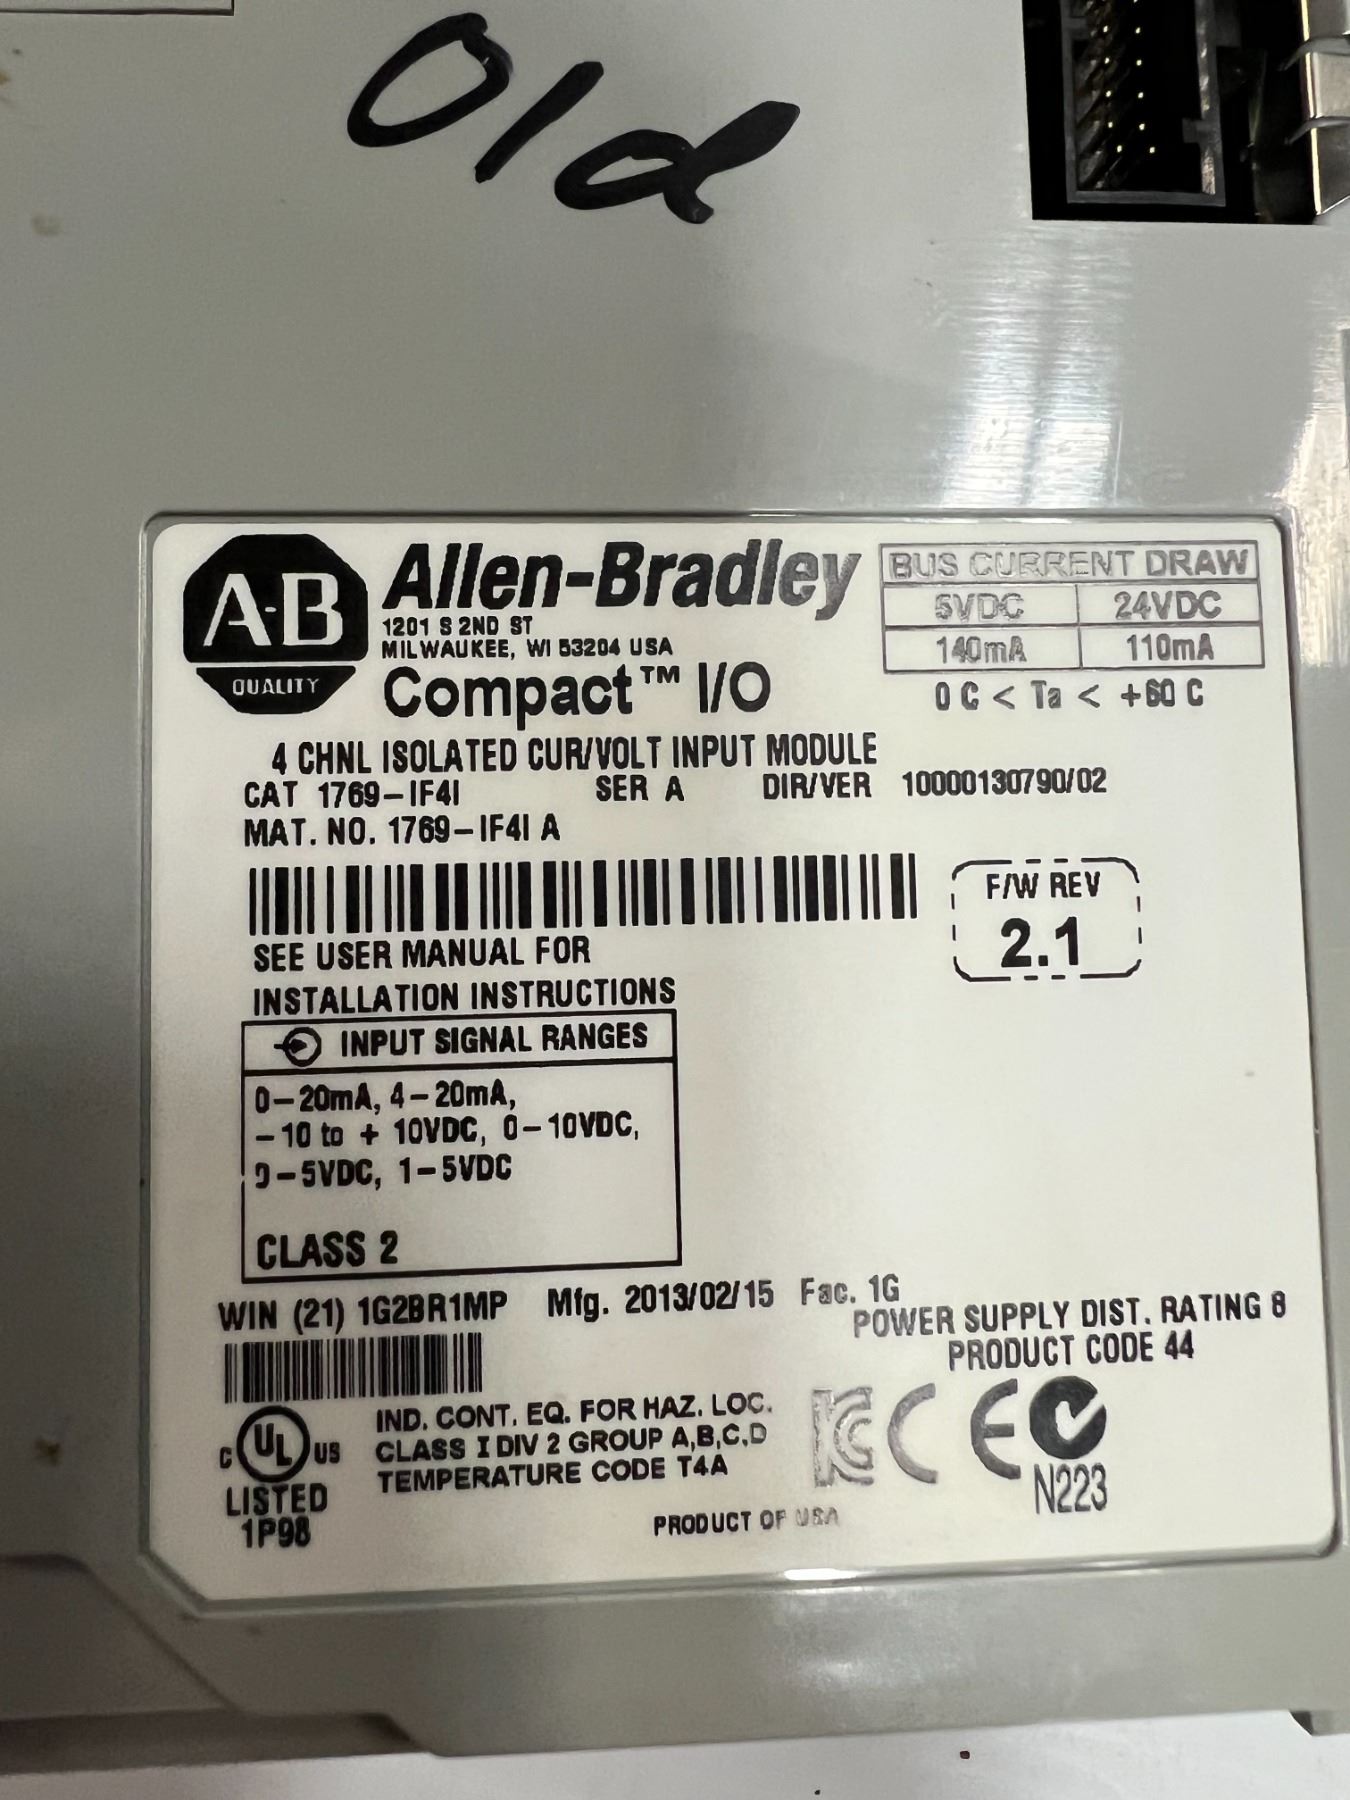 Old
A-B
QUALITY
Allen-Bradley
1201 S 2ND ST
MILWAUKEE, WI 53204 USA
Compact™ I/O
BUS CURRENT DRAW
5VDC 24VDC
140mA 110mA
0 C < Ta < +60 C
4 CHNL ISOLATED CUR/VOLT INPUT MODULE
CAT 1769-IF4I SER A DIR/VER 10000130790/02
MAT. NO. 1769-IF4I A
F/W REV
2.1
SEE USER MANUAL FOR
INSTALLATION INSTRUCTIONS
INPUT SIGNAL RANGES
0-20mA, 4-20mA,
-10 to + 10VDC, 0-10VDC,
0-5VDC, 1-5VDC
CLASS 2
WIN (21) 1G2BR1MP Mfg. 2013/02/15 Fac. 1G
POWER SUPPLY DIST. RATING 8
PRODUCT CODE 44
C UL US
LISTED
1P98
IND. CONT. EQ. FOR HAZ. LOC.
CLASS I DIV 2 GROUP A,B,C,D
TEMPERATURE CODE T4A
KC CE
N223
PRODUCT OF USA